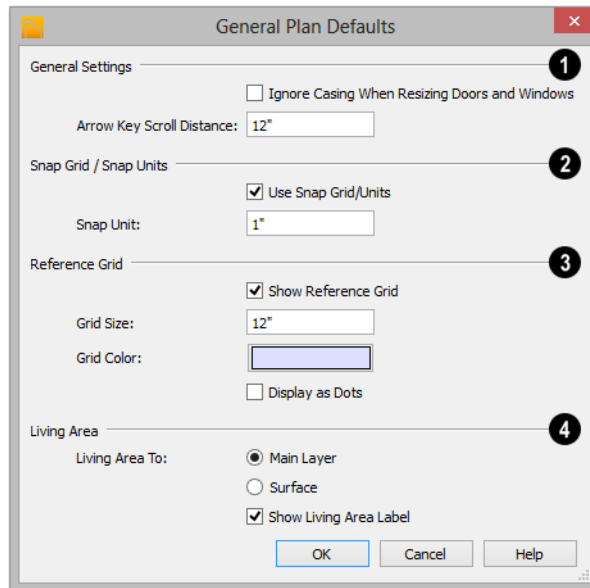 General Plan Defaults
General Settings 1
Ignore Casing When Resizing Doors and Windows
Arrow Key Scroll Distance: 12"
Snap Grid / Snap Units 2
Use Snap Grid/Units
Snap Unit: 1"
Reference Grid 3
Show Reference Grid
Grid Size: 12"
Grid Color:
Display as Dots
Living Area 4
Living Area To: Main Layer
Surface
Show Living Area Label
OK Cancel Help